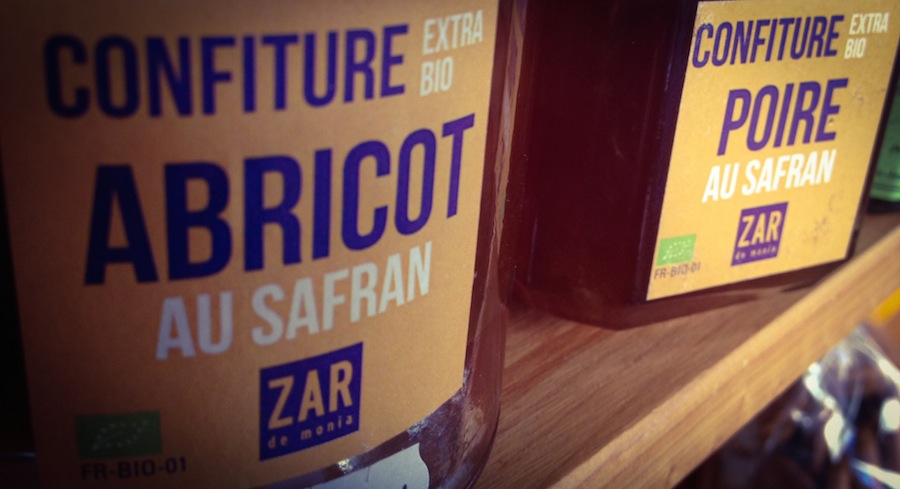 CONFITURE EXTRA BIO
ABRICOT
AU SAFRAN
ZAR
de monia
FR-BIO-01
CONFITURE EXTRA BIO
POIRE
AU SAFRAN
ZAR
de monia
FR-BIO-01